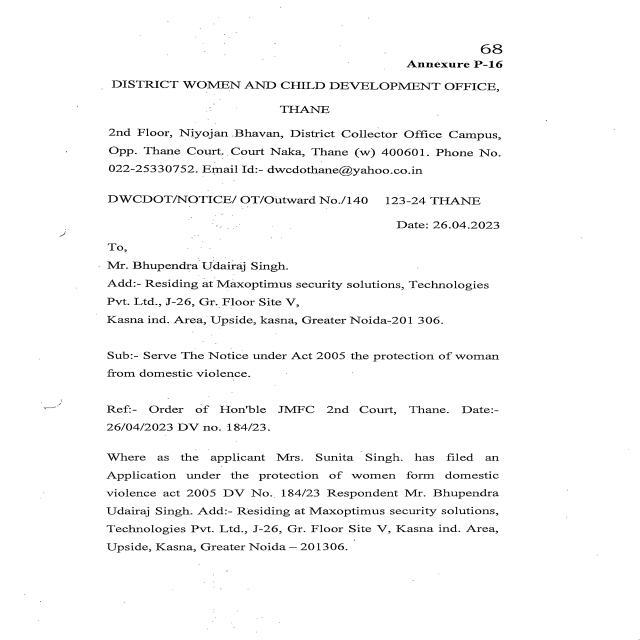 68
Annexure P-16
DISTRICT WOMEN AND CHILD DEVELOPMENT OFFICE,
THANE
2nd Floor, Niyojan Bhavan, District Collector Office Campus,
Opp. Thane Court. Court Naka, Thane (w) 400601. Phone No.
022-25330752. Email Id:- dwcdothane@yahoo.co.in
DWCDOT/NOTICE/ OT/Outward No./140 123-24 THANE
Date: 26.04.2023
To,
Mr. Bhupendra Udairaj Singh.
Add:- Residing at Maxoptimus security solutions, Technologies
Pvt. Ltd., J-26, Gr. Floor Site V,
Kasna ind. Area, Upside, kasna, Greater Noida-201 306.
Sub:- Serve The Notice under Act 2005 the protection of woman
from domestic violence.
Ref:- Order of Hon'ble JMFC 2nd Court, Thane. Date:-
26/04/2023 DV no. 184/23.
Where as the applicant Mrs. Sunita Singh. has filed an
Application under the protection of women form domestic
violence act 2005 DV No. 184/23 Respondent Mr. Bhupendra
Udairaj Singh. Add:- Residing at Maxoptimus security solutions,
Technologies Pvt. Ltd., J-26, Gr. Floor Site V, Kasna ind. Area,
Upside, Kasna, Greater Noida – 201306.